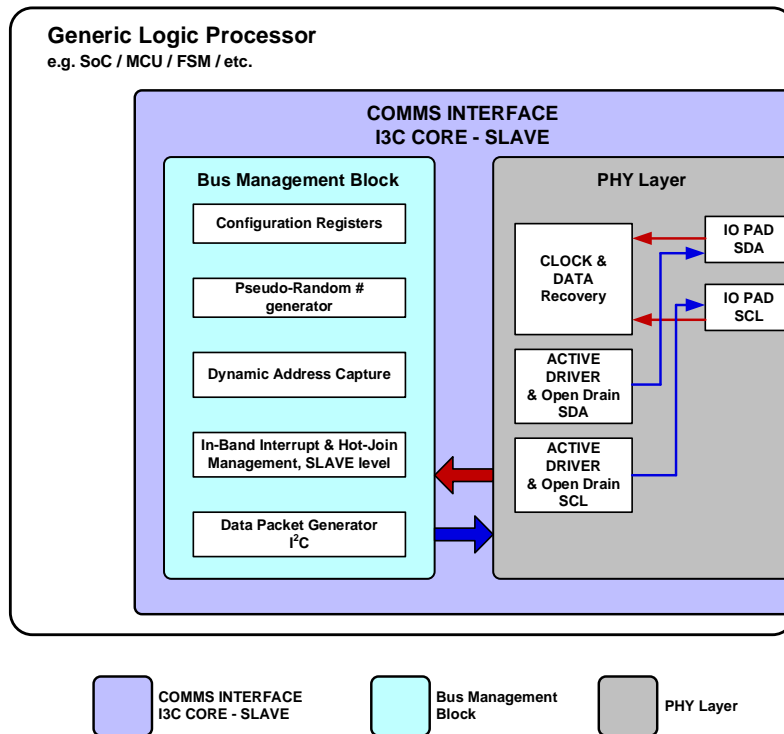 Generic Logic Processor
e.g. SoC / MCU / FSM / etc.
COMMS INTERFACE
I3C CORE - SLAVE
Bus Management Block
Configuration Registers
Pseudo-Random #
generator
Dynamic Address Capture
In-Band Interrupt & Hot-Join
Management, SLAVE level
Data Packet Generator
I²C
PHY Layer
CLOCK &
DATA
Recovery
ACTIVE
DRIVER
& Open Drain
SDA
ACTIVE
DRIVER
& Open Drain
SCL
IO PAD
SDA
IO PAD
SCL
COMMS INTERFACE
I3C CORE - SLAVE
Bus Management
Block
PHY Layer